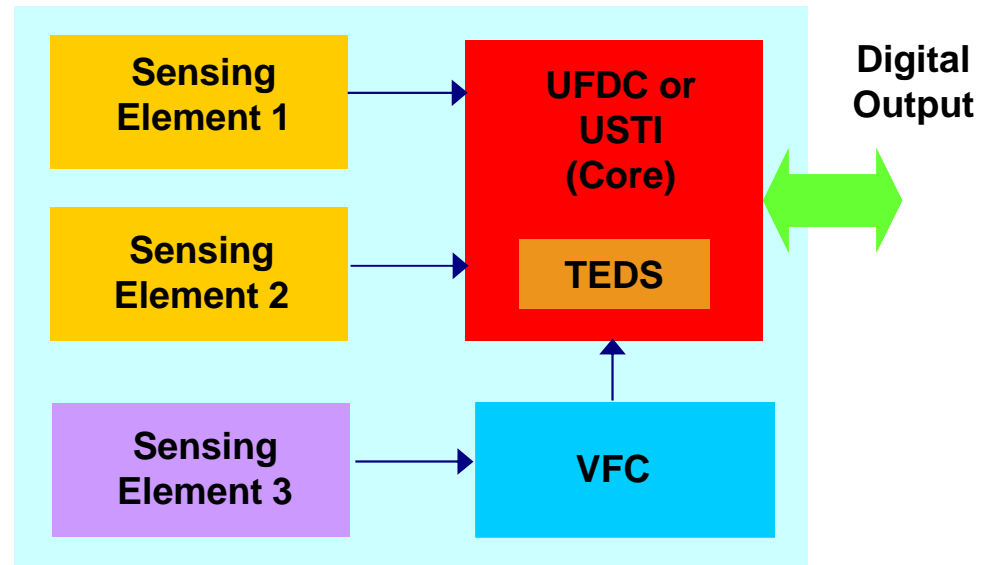 Sensing
Element 1
UFDC or
USTI
(Core)
Digital
Output
Sensing
Element 2
TEDS
Sensing
Element 3
VFC